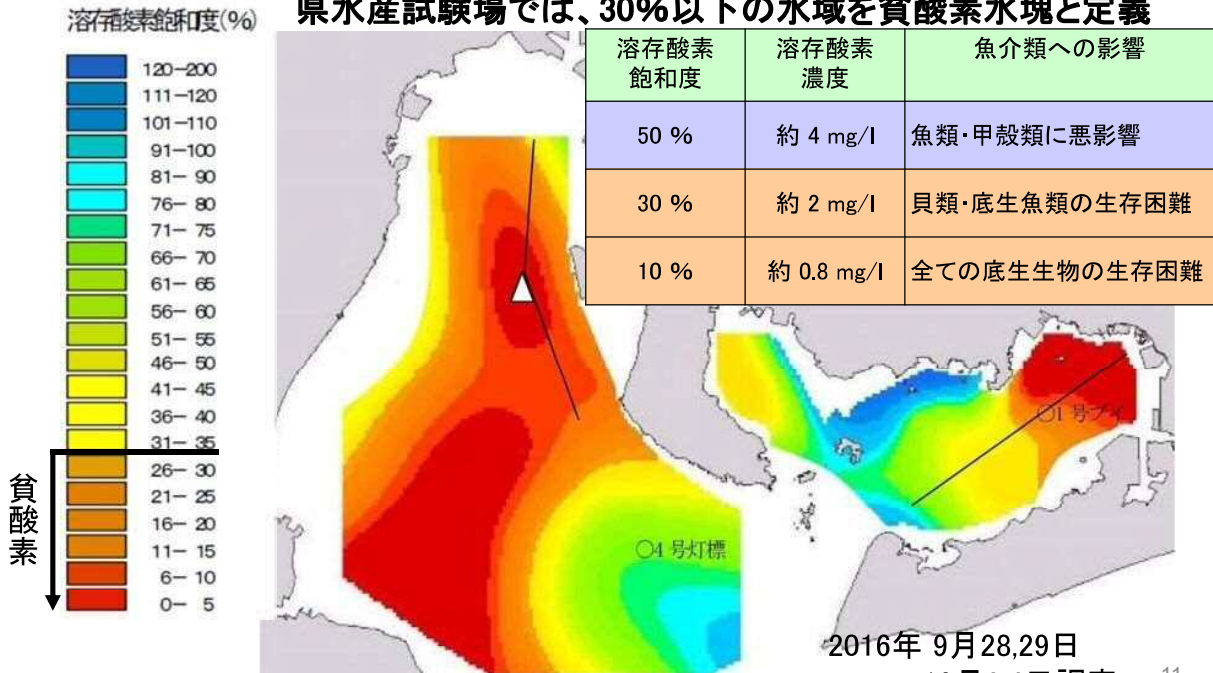 県水産試験場では、30%以下の水域を貧酸素水塊と定義
溶存酸素飽和度(%)
120-200
111-120
101-110
91-100
81- 90
76- 80
71- 75
66- 70
61- 65
56- 60
51- 55
46- 50
41- 45
36- 40
31- 35
26- 30
21- 25
16- 20
11- 15
6- 10
0- 5
貧酸素
溶存酸素
飽和度
溶存酸素
濃度
魚介類への影響
50 %
約 4 mg/l
魚類・甲殻類に悪影響
30 %
約 2 mg/l
貝類・底生魚類の生存困難
10 %
約 0.8 mg/l
全ての底生生物の生存困難
○1 号ブイ
○4 号灯標
2016年 9月28,29日
11